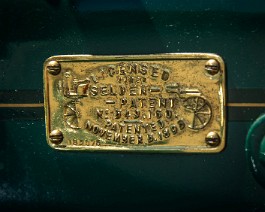 LICENSED
UNDER
SELDEN
PATENT
No. 549,160
PATENTED
NOVEMBER 5, 1895